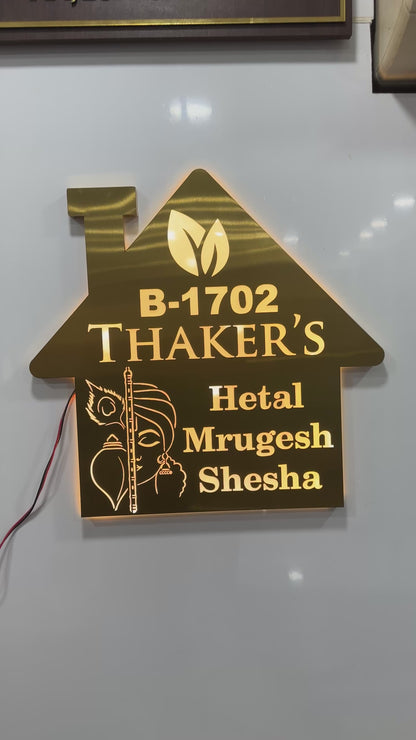 B-1702
THAKER'S
Hetal
Mrugesh
Shesha